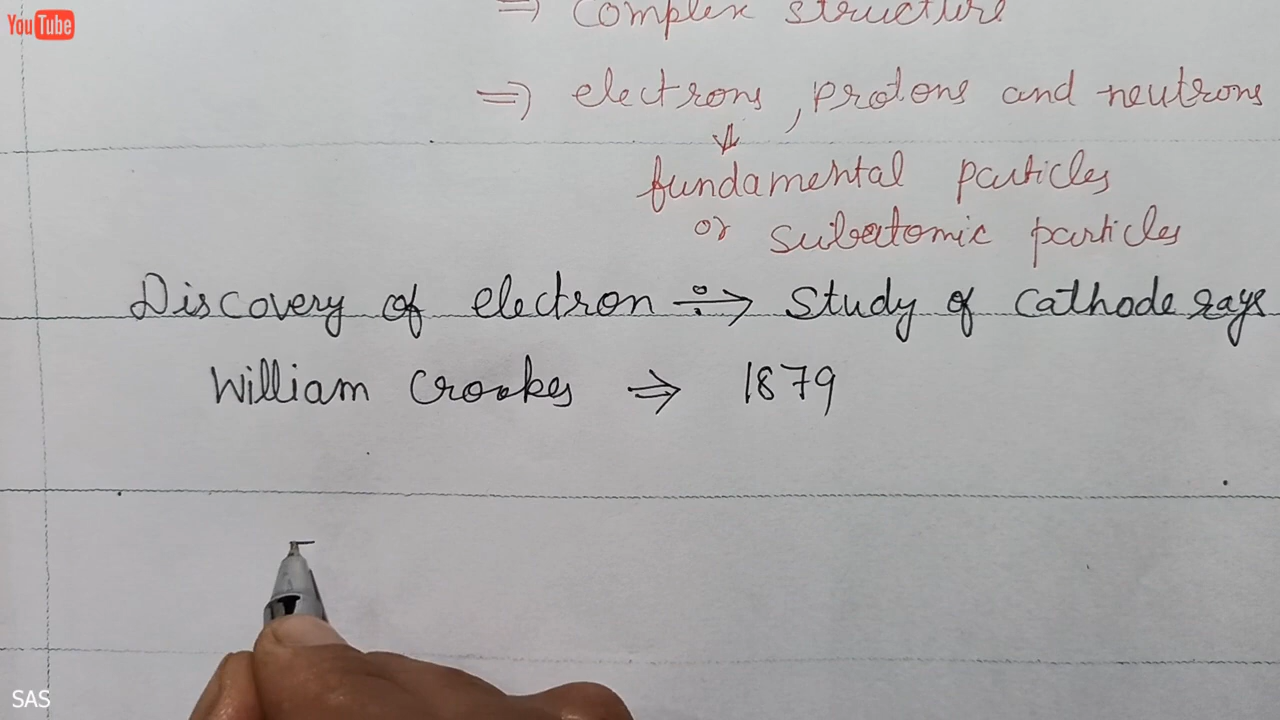 YouTube
⇒ complex structure
⇒ electrons, protons and neutrons
↓
fundamental particles
or subatomic particles
Discovery of electron ÷→ Study of cathode rays
William Crookes ⇒ 1879
SAS